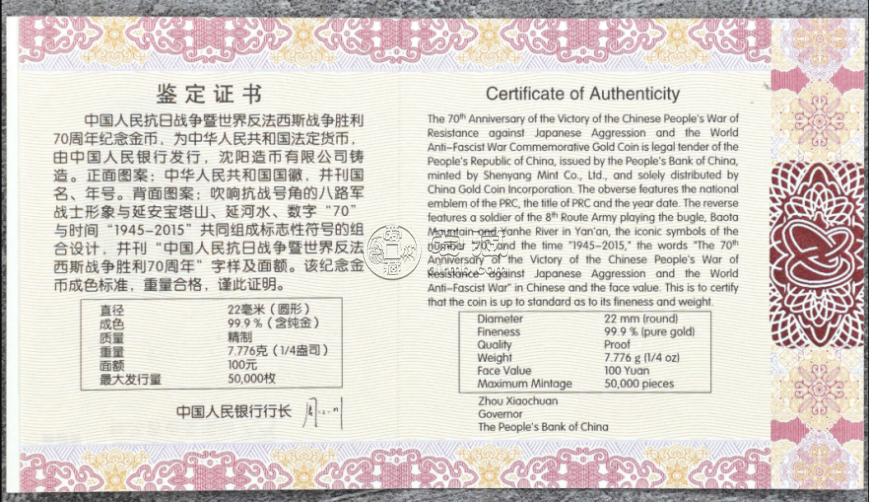 鉴定证书
中国人民抗日战争暨世界反法西斯战争胜利
70周年纪念金币，为中华人民共和国法定货币，
由中国人民银行发行，沈阳造币有限公司铸
造。正面图案：中华人民共和国国徽，并刊国
名、年号。背面图案：吹响抗战号角的八路军
战士形象与延安宝塔山、延河水、数字“70”
与时间“1945-2015”共同组成标志性符号的组
合设计，并刊“中国人民抗日战争暨世界反法
西斯战争胜利70周年”字样及面额。该纪念金
币成色标准，重量合格，谨此证明。
直径 22毫米（圆形）
成色 99.9％（含纯金）
质量 精制
重量 7.776克（1/4盎司）
面额 100元
最大发行量 50,000枚
中国人民银行行长
Certificate of Authenticity
The 70th Anniversary of the Victory of the Chinese People's War of
Resistance against Japanese Aggression and the World
Anti-Fascist War Commemorative Gold Coin is legal tender of the
People's Republic of China, issued by the People's Bank of China,
minted by Shenyang Mint Co., Ltd., and solely distributed by
China Gold Coin Incorporation. The obverse features the national
emblem of the PRC, the title of PRC and the year date. The reverse
features a soldier of the 8th Route Army playing the bugle, Baota
Mountain and Yanhe River in Yan'an, the iconic symbols of the
number "70," and the time "1945-2015," the words "The 70th
Anniversary of the Victory of the Chinese People's War of
Resistance against Japanese Aggression and the World
Anti-Fascist War" in Chinese and the face value. This is to certify
that the coin is up to standard as to its fineness and weight.
Diameter 22 mm (round)
Fineness 99.9 % (pure gold)
Quality Proof
Weight 7.776 g (1/4 oz)
Face Value 100 Yuan
Maximum Mintage 50,000 pieces
Zhou Xiaochuan
Governor
The People's Bank of China